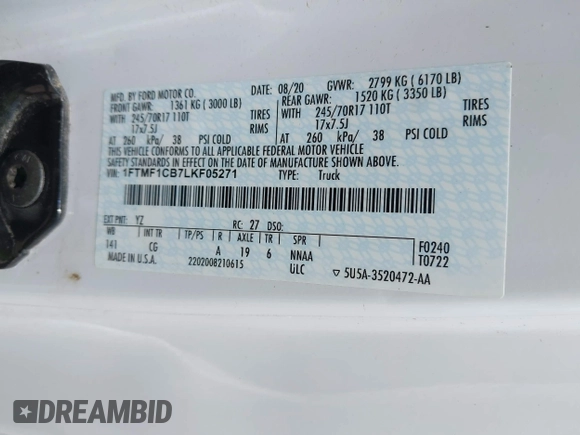 MFD. BY FORD MOTOR CO.
DATE: 08/20 GVWR: 2799 KG ( 6170 LB)
FRONT GAWR: 1361 KG ( 3000 LB) REAR GAWR: 1520 KG ( 3350 LB)
WITH 245/70R17 110T TIRES WITH 245/70R17 110T TIRES
17x7.5J RIMS 17x7.5J RIMS
AT 260 kPa/ 38 PSI COLD AT 260 kPa/ 38 PSI COLD
THIS VEHICLE CONFORMS TO ALL APPLICABLE FEDERAL MOTOR VEHICLE
SAFETY STANDARDS IN EFFECT ON THE DATE OF MANUFACTURE SHOWN ABOVE.
VIN: 1FTMF1CB7LKF05271 TYPE: Truck
EXT PNT: YZ RC: 27 DSO:
WB TP/PS R AXLE TR SPR F0240
141 CG A 19 6 NNAA T0722
MADE IN U.S.A. 2202008210615 ULC ▽ 5U5A-3520472-AA
DREAMBID